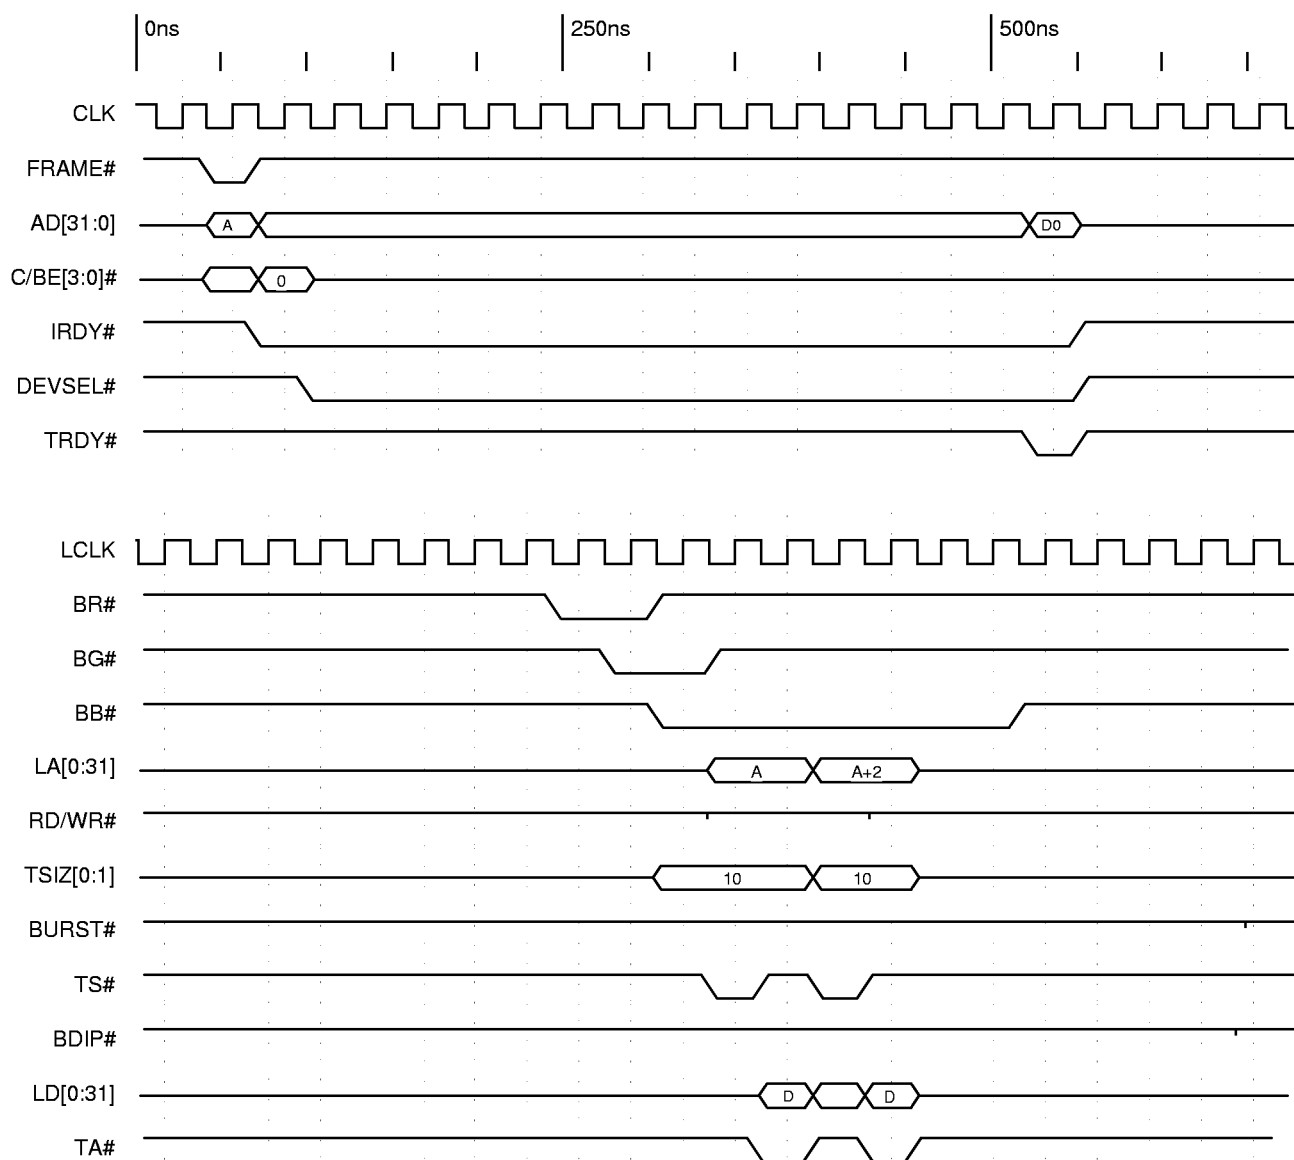 0ns 250ns 500ns
CLK
FRAME#
AD[31:0] A D0
C/BE[3:0]# 0
IRDY#
DEVSEL#
TRDY#
LCLK
BR#
BG#
BB#
LA[0:31] A A+2
RD/WR#
TSIZ[0:1] 10 10
BURST#
TS#
BDIP#
LD[0:31] D D
TA#